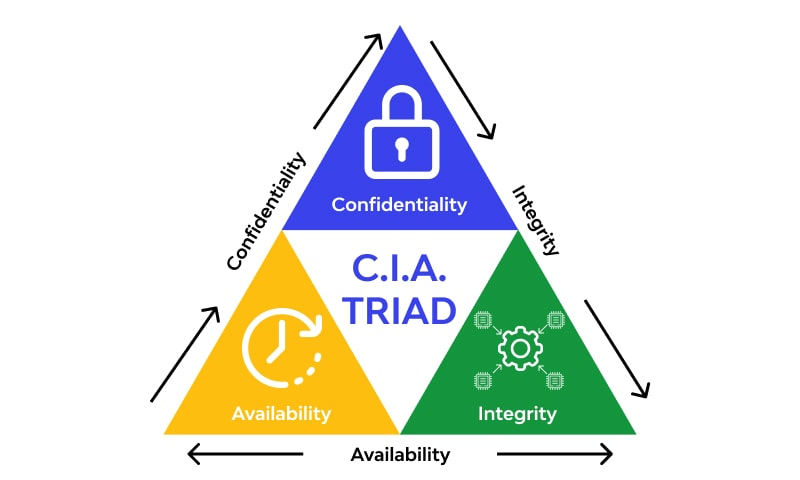 Confidentiality
Confidentiality
Integrity
C.I.A.
TRIAD
Availability
Integrity
Availability